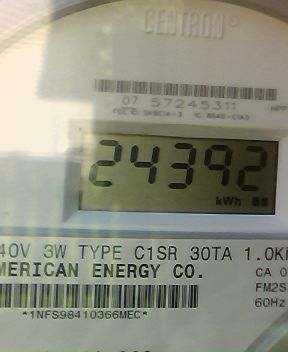 CENTRON®
07 57245311
24392
kWh
40V 3W TYPE C1SR 30TA 1.0K
MERICAN ENERGY CO.
CA 0
FM2S
60Hz
*1NFS98410366MEC*